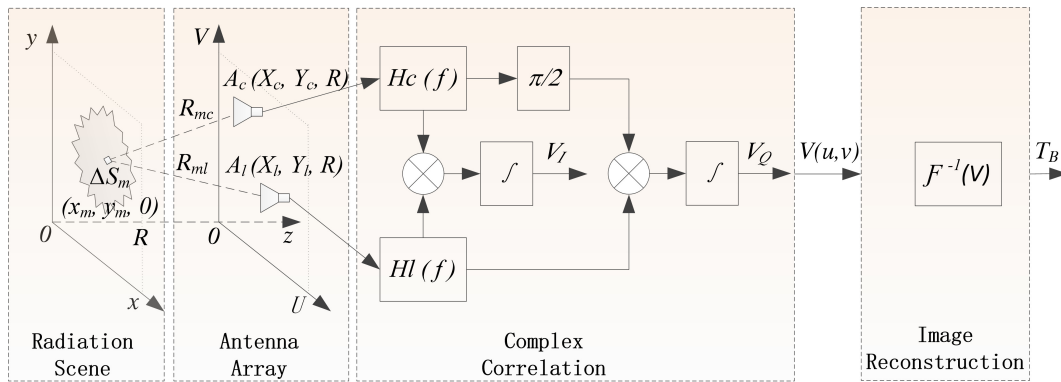 y
V
A_c (X_c, Y_c, R)
Hc (f)
π/2
R_mc
R_ml
A_l (X_l, Y_l, R)
∫
V_I
∫
V_Q
V(u,v)
F^-1(V)
T_B
ΔS_m
(x_m, y_m, 0)
0
R
0
z
Hl (f)
x
U
Radiation
Scene
Antenna
Array
Complex
Correlation
Image
Reconstruction